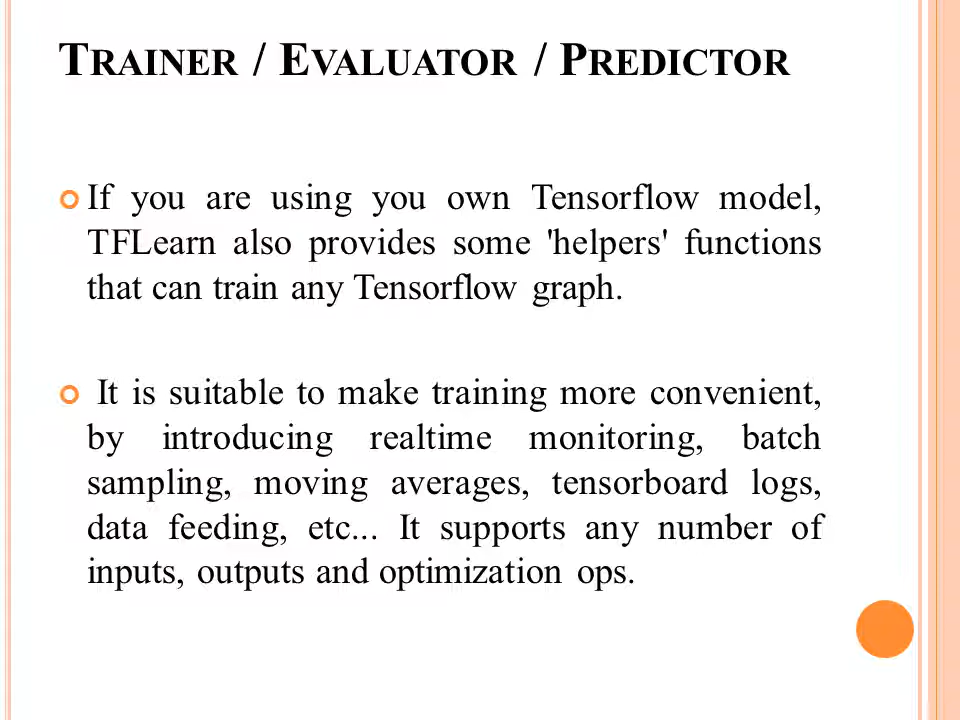 TRAINER / EVALUATOR / PREDICTOR
If you are using you own Tensorflow model,
TFLearn also provides some 'helpers' functions
that can train any Tensorflow graph.
It is suitable to make training more convenient,
by introducing realtime monitoring, batch
sampling, moving averages, tensorboard logs,
data feeding, etc... It supports any number of
inputs, outputs and optimization ops.